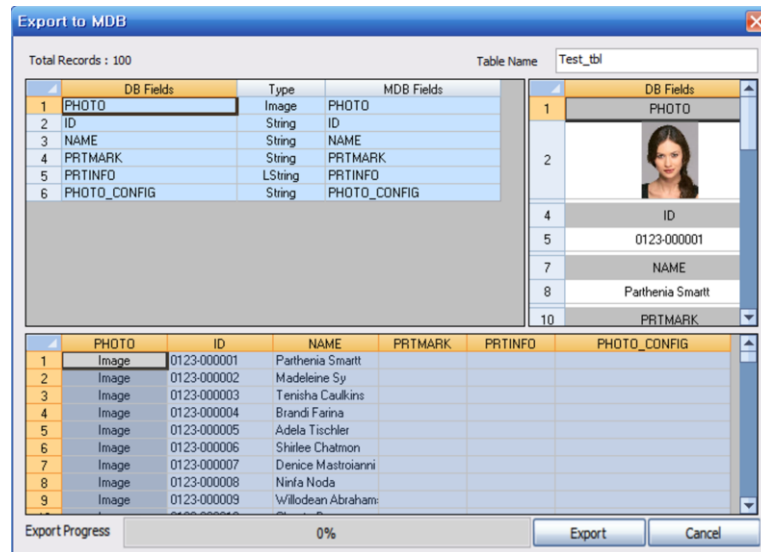 Export to MDB
Total Records : 100
Table Name Test_tbl
DB Fields Type MDB Fields
1 PHOTO Image PHOTO
2 ID String ID
3 NAME String NAME
4 PRTMARK String PRTMARK
5 PRTINFO LString PRTINFO
6 PHOTO_CONFIG String PHOTO_CONFIG
DB Fields
1 PHOTO
2
4 ID
5 0123-000001
7 NAME
8 Parthenia Smartt
10 PRTMARK
PHOTO ID NAME PRTMARK PRTINFO PHOTO_CONFIG
1 Image 0123-000001 Parthenia Smartt
2 Image 0123-000002 Madeleine Sy
3 Image 0123-000003 Tenisha Caulkins
4 Image 0123-000004 Brandi Farina
5 Image 0123-000005 Adela Tischler
6 Image 0123-000006 Shirlee Chatmon
7 Image 0123-000007 Denice Mastroianni
8 Image 0123-000008 Ninfa Noda
9 Image 0123-000009 Willodean Abraham
Export Progress 0% Export Cancel